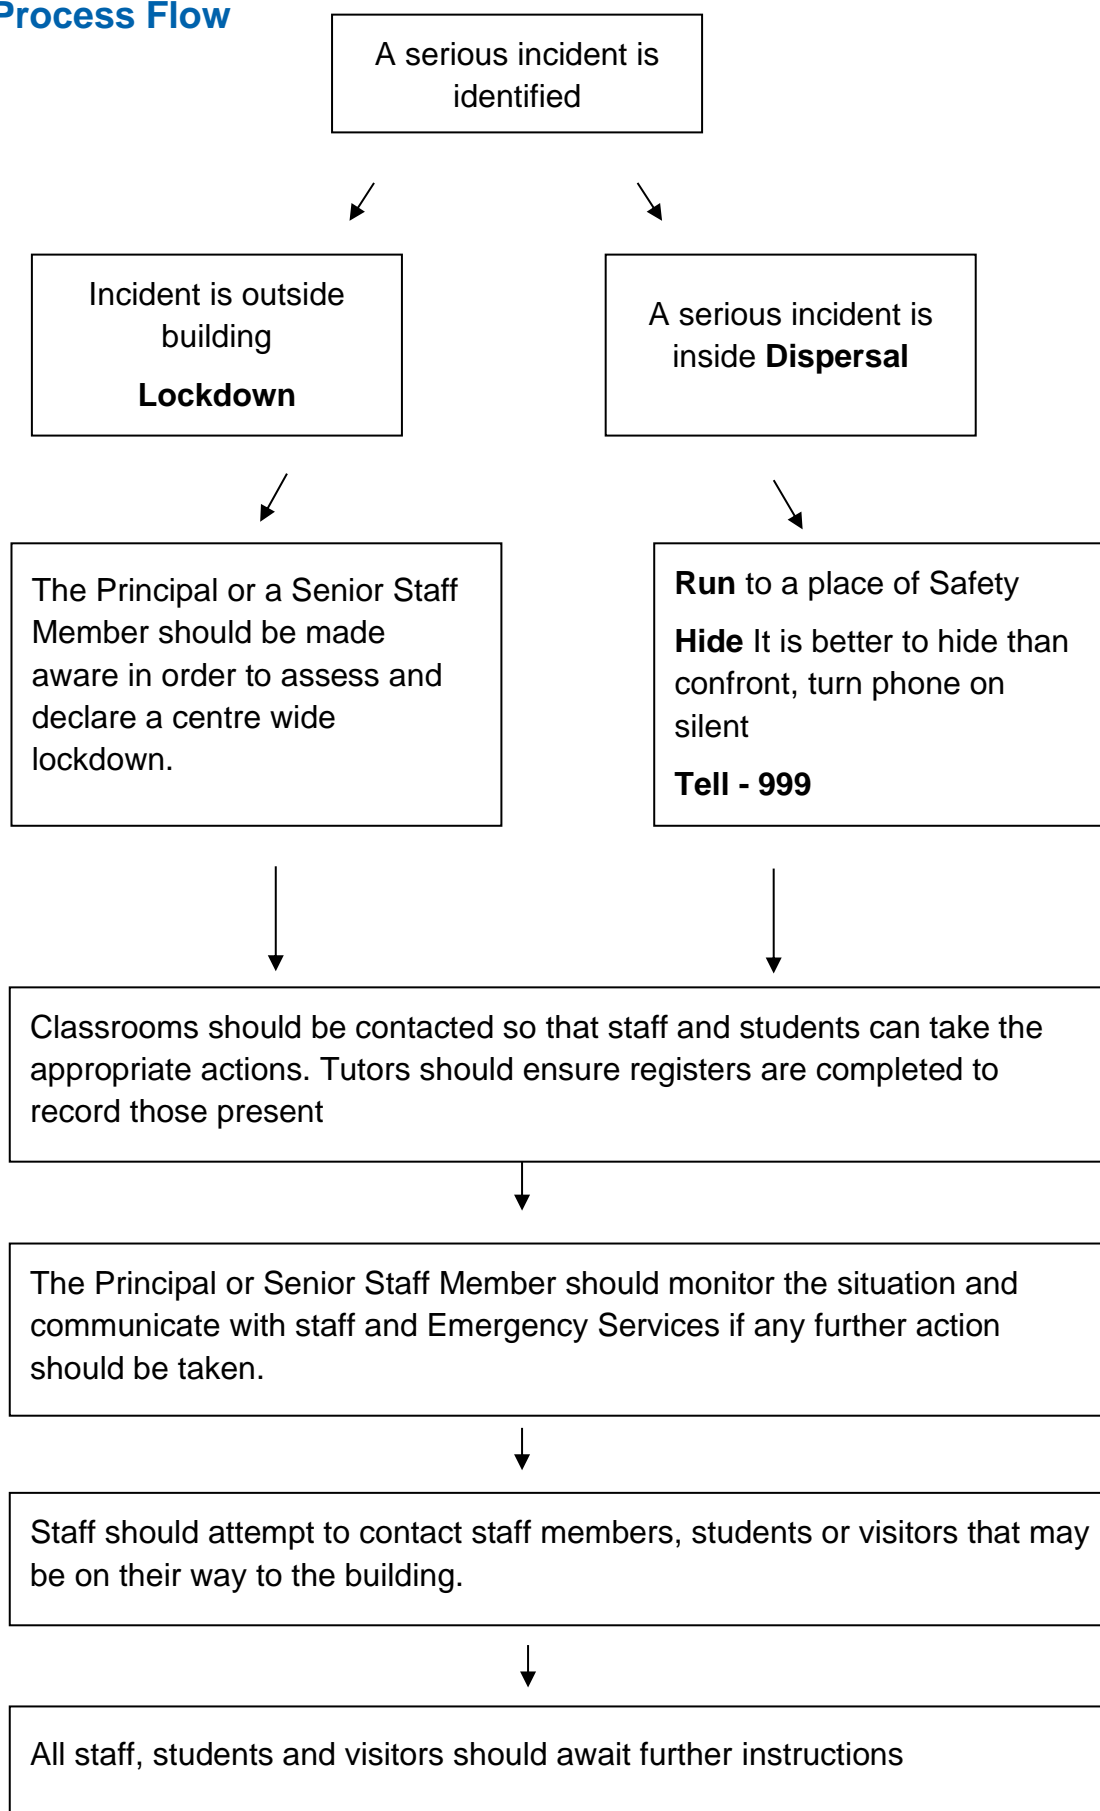 Process Flow
A serious incident is
identified
Incident is outside
building
Lockdown
A serious incident is
inside Dispersal
The Principal or a Senior Staff
Member should be made
aware in order to assess and
declare a centre wide
lockdown.
Run to a place of Safety
Hide It is better to hide than
confront, turn phone on
silent
Tell - 999
Classrooms should be contacted so that staff and students can take the
appropriate actions. Tutors should ensure registers are completed to
record those present
The Principal or Senior Staff Member should monitor the situation and
communicate with staff and Emergency Services if any further action
should be taken.
Staff should attempt to contact staff members, students or visitors that may
be on their way to the building.
All staff, students and visitors should await further instructions